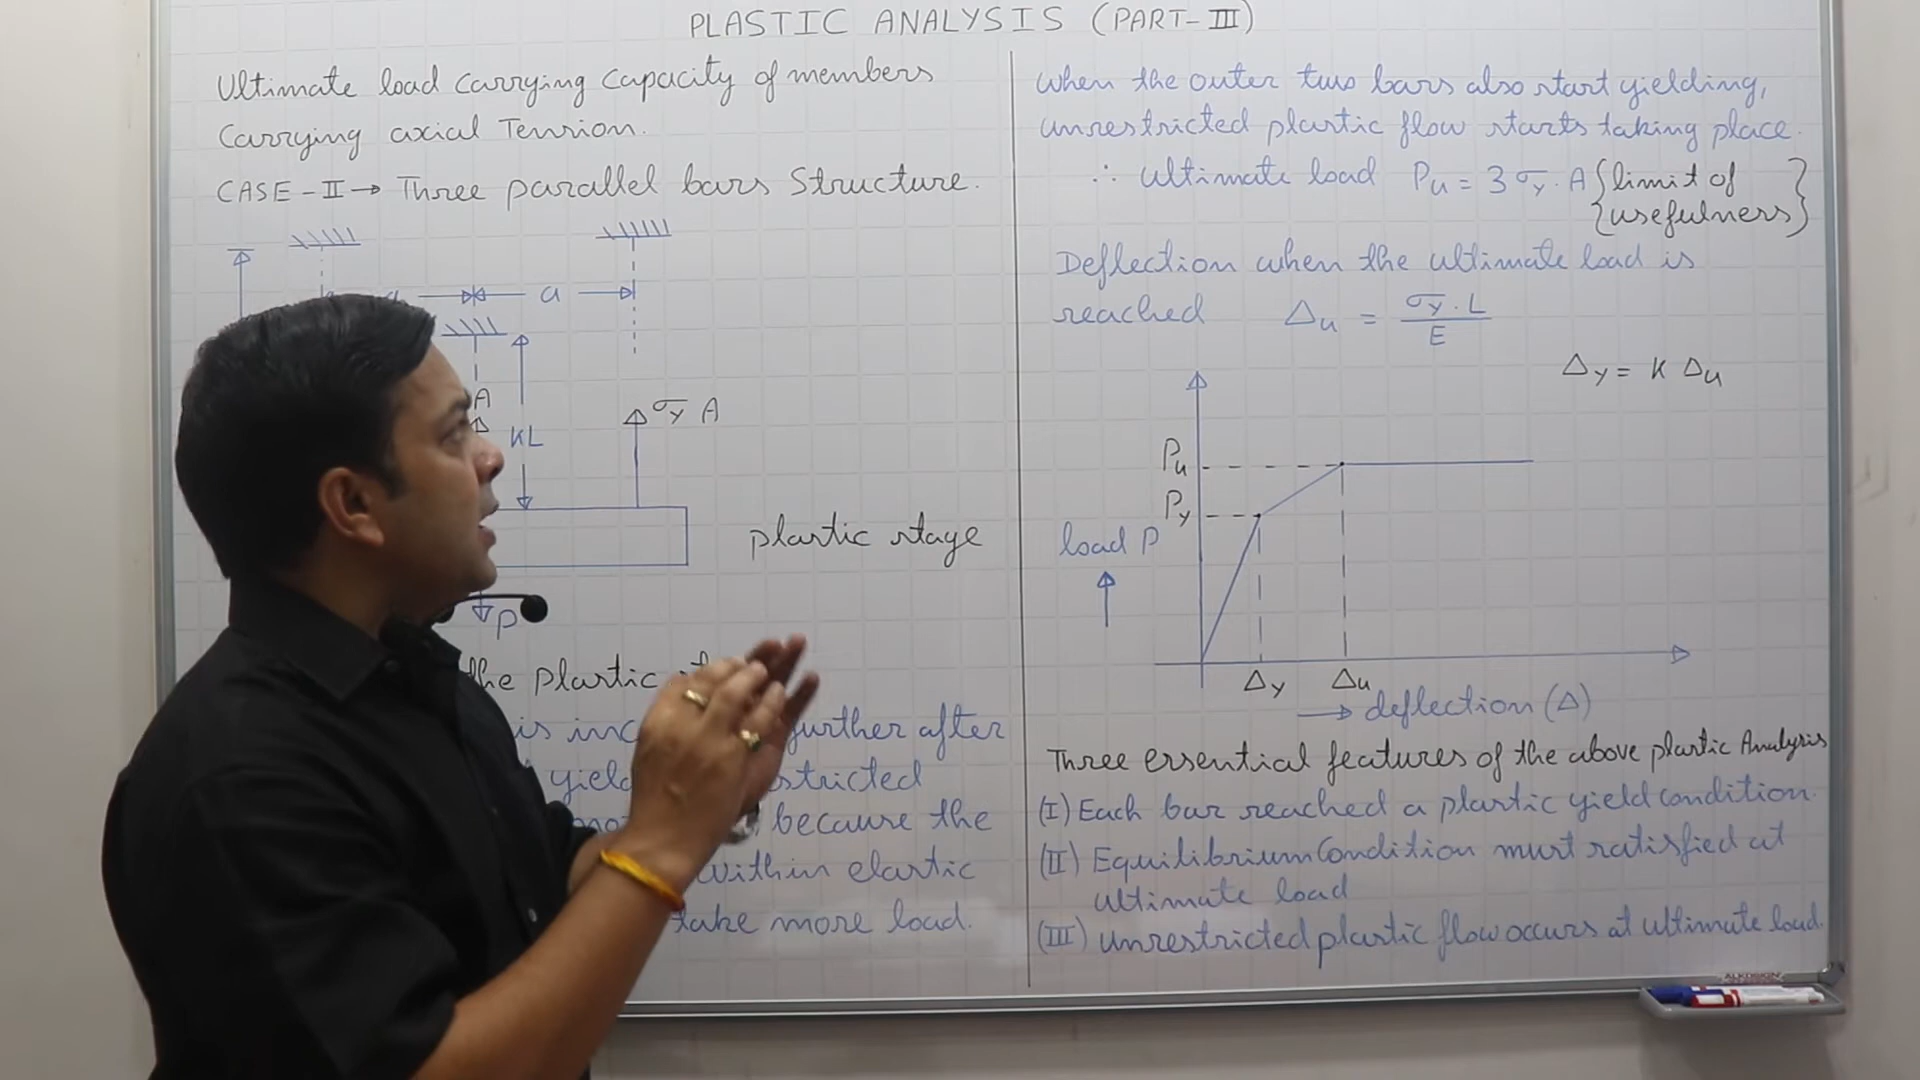 PLASTIC ANALYSIS (PART-III)
Ultimate load carrying capacity of members
carrying axial Tension.
CASE-II → Three parallel bars Structure.
a
A
KL
σy A
plastic stage
P
the plastic
is further after
yield
because the
within elastic
take more load.
When the outer two bars also start yielding,
unrestricted plastic flow starts taking place.
∴ Ultimate load Pu = 3σy. A {limit of
usefulness}
Deflection when the ultimate load is
reached Δu = σy . L / E
Δy = K Δu
Pu
Py
load P
Δy Δu
→ deflection (Δ)
Three essential features of the above plastic Analysis
(I) Each bar reached a plastic yield condition.
(II) Equilibrium Condition must satisfied at
ultimate load
(III) Unrestricted plastic flow occurs at ultimate load.